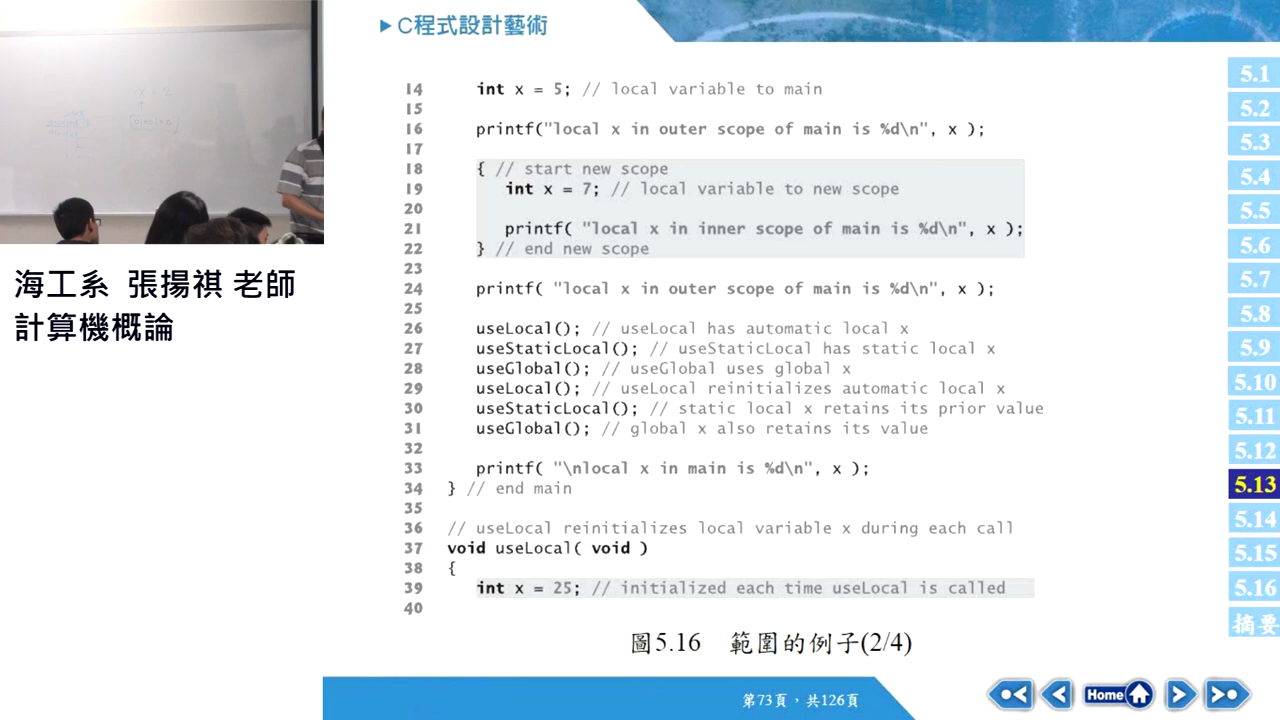 C程式設計藝術
14 int x = 5; // local variable to main
15
16 printf("local x in outer scope of main is %d\n", x );
17
18 { // start new scope
19 int x = 7; // local variable to new scope
20
21 printf( "local x in inner scope of main is %d\n", x );
22 } // end new scope
23
24 printf( "local x in outer scope of main is %d\n", x );
25
26 useLocal(); // useLocal has automatic local x
27 useStaticLocal(); // useStaticLocal has static local x
28 useGlobal(); // useGlobal uses global x
29 useLocal(); // useLocal reinitializes automatic local x
30 useStaticLocal(); // static local x retains its prior value
31 useGlobal(); // global x also retains its value
32
33 printf( "\nlocal x in main is %d\n", x );
34 } // end main
35
36 // useLocal reinitializes local variable x during each call
37 void useLocal( void )
38 {
39 int x = 25; // initialized each time useLocal is called
40
圖5.16 範圍的例子(2/4)
海工系 張揚祺 老師
計算機概論
5.1
5.2
5.3
5.4
5.5
5.6
5.7
5.8
5.9
5.10
5.11
5.12
5.13
5.14
5.15
5.16
摘要
第73頁，共126頁
Home